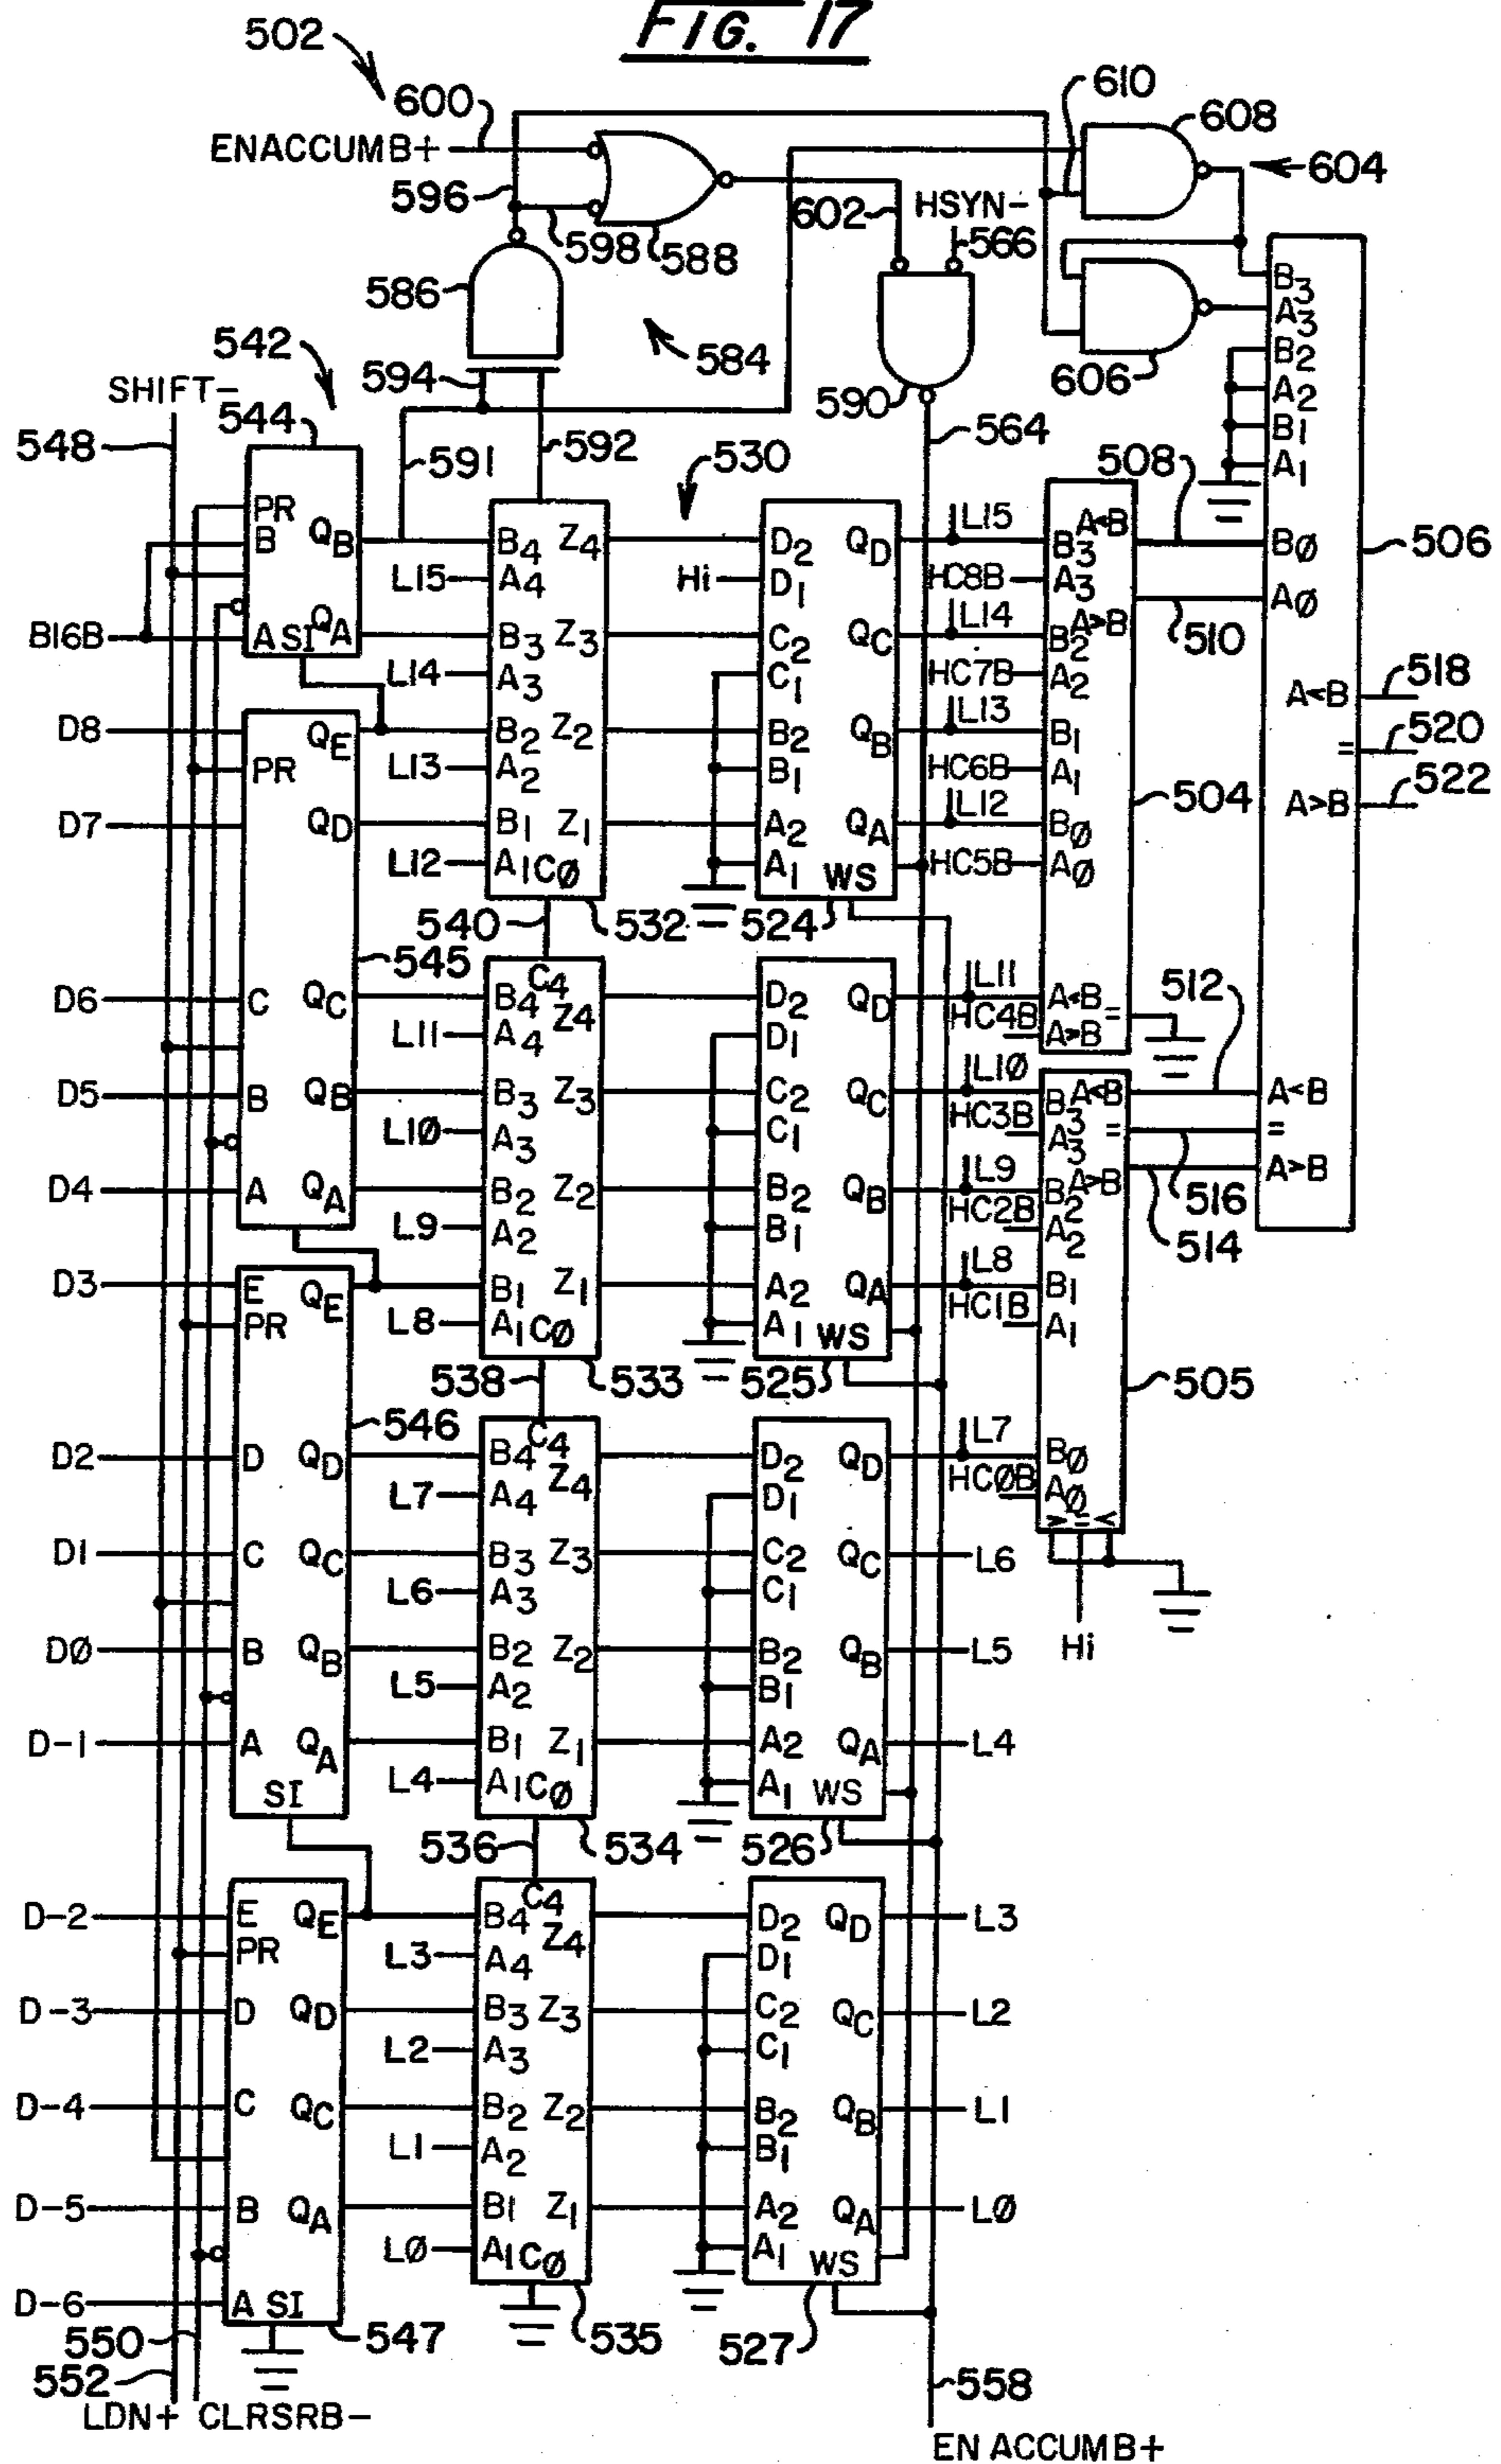 FIG. 17
502
600
ENACCUMB+
596
598
588
586
584
602
HSYN-
566
590
564
610
608
604
606
B3
A3
B2
A2
B1
A1
BØ
AØ
506
A<B
518
=
520
A>B
522
A<B
=
A>B
542
SHIFT-
544
548
594
591
592
530
508
510
PR
B QB
B16B
A SI QA
D8
QE
PR
D7
QD
545
D6 C QC
D5 B QB
D4 A QA
D3 E QE
PR
546
D2 D QD
D1 C QC
DØ B QB
D-1 A QA
SI
D-2 E QE
PR
D-3 D QD
D-4 C QC
D-5 B QA
D-6 A SI
547
550
552
LDN+ CLRSRB-
B4 Z4
L15 A4
B3 Z3
L14 A3
B2 Z2
L13 A2
B1 Z1
L12 A1 CØ
540
532
C4
B4 Z4
L11 A4
B3 Z3
L1Ø A3
B2 Z2
L9 A2
B1 Z1
L8 A1 CØ
538
533
C4
B4 Z4
L7 A4
B3 Z3
L6 A3
B2 Z2
L5 A2
B1 Z1
L4 A1 CØ
536
534
C4
B4 Z4
L3 A4
B3 Z3
L2 A3
B2 Z2
L1 A2
B1 Z1
LØ A1 CØ
535
D2 QD
Hi D1
C2 QC
C1
B2 QB
B1
A2 QA
A1 WS
524
D2 QD
D1
C2 QC
C1
B2 QB
B1
A2 QA
A1 WS
525
D2 QD
D1
C2 QC L6
C1
B2 QB L5
B1
A2 QA L4
A1 WS
526
D2 QD L3
D1
C2 QC L2
C1
B2 QB L1
B1
A2 QA LØ
A1 WS
527
558
EN ACCUMB+
L15 A<B
B3
HC8B A3
L14 A>B
B2
HC7B A2
L13
B1
HC6B A1
L12
BØ
HC5B AØ
504
L11
A<B =
HC4B A>B
512
L1Ø
B3 A<B
HC3B A3 =
L9
B2 A>B
HC2B A2
516
514
L8
B1
HC1B A1
505
L7
BØ
HCØB AØ
> = <
Hi